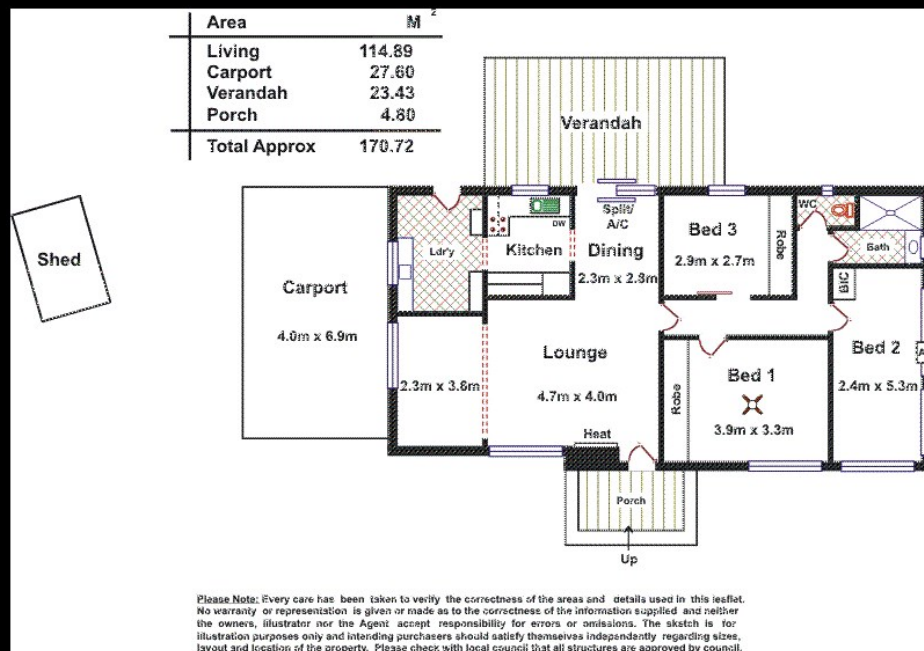 Area M 2
Living 114.89
Carport 27.60
Verandah 23.43
Porch 4.80
Total Approx 170.72
Verandah
Shed
Carport
4.0m x 6.9m
Ldr'y
Kitchen
DW
Split/
A/C
Dining
2.3m x 2.8m
Bed 3
2.9m x 2.7m
Robe
WC
Bath
BIC
Bed 2
2.4m x 5.3m
A
2.3m x 3.8m
Lounge
4.7m x 4.0m
Heat
Robe
Bed 1
3.9m x 3.3m
Porch
Up
Please Note: Every care has been taken to verify the correctness of the areas and details used in this leaflet.
No warranty or representation is given or made as to the correctness of the information supplied and neither
the owners, illustrator nor the Agent accept responsibility for errors or omissions. The sketch is for
illustration purposes only and intending purchasers should satisfy themselves independently regarding sizes,
layout and location of the property. Please check with local council that all structures are approved by council.